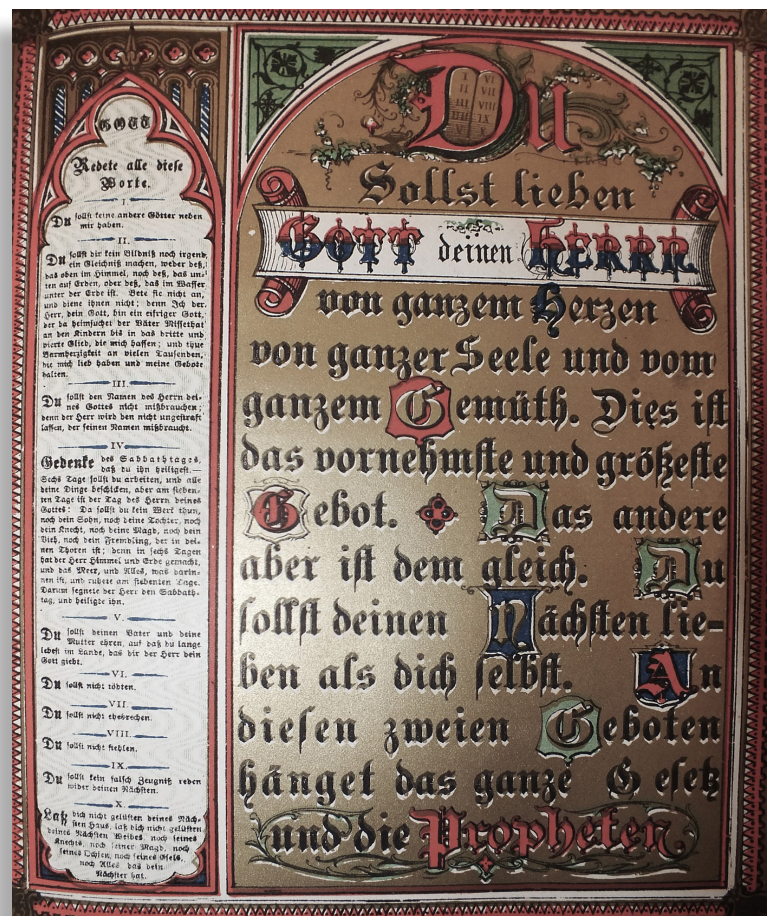 GOTT
Redete alle diese
Worte.
I.
Du sollst keine andere Götter neben
mir haben.
II.
Du sollst dir kein Bildniß noch irgend
ein Gleichniß machen, weder deß,
das oben im Himmel, noch deß, das un-
ten auf Erden, oder deß, das im Wasser
unter der Erde ist. Bete sie nicht an,
und diene ihnen nicht; denn Ich der
Herr, dein Gott, bin ein eifriger Gott,
der da heimsuchet der Väter Missethat
an den Kindern bis in das dritte und
vierte Glied, die mich hassen; und thue
Barmherzigkeit an vielen Tausenden,
die mich lieb haben und meine Gebote
halten.
III.
Du sollst den Namen des Herrn dei-
nes Gottes nicht mißbrauchen;
denn der Herr wird den nicht ungestraft
lassen, der seinen Namen mißbraucht.
IV
Gedenke des Sabbathtages,
daß du ihn heiligest.—
Sechs Tage sollst du arbeiten, und alle
deine Dinge beschicken, aber am sieben-
ten Tage ist der Tag des Herrn deines
Gottes: Da sollst du kein Werk thun,
noch dein Sohn, noch deine Tochter, noch
dein Knecht, noch deine Magd, noch dein
Vieh, noch dein Fremdling, der in dei-
nen Thoren ist; denn in sechs Tagen
hat der Herr Himmel und Erde gemacht,
und das Meer, und Alles, was darin-
nen ist, und ruhete am siebenten Tage.
Darum segnete der Herr den Sabbath-
tag, und heiligte ihn.
V.
Du sollst deinen Vater und deine
Mutter ehren, auf daß du lange
lebest im Lande, das dir der Herr dein
Gott giebt.
VI.
Du sollst nicht tödten.
VII.
Du sollst nicht ehebrechen.
VIII.
Du sollst nicht stehlen.
IX.
Du sollst kein falsch Zeugniß reden
wider deinen Nächsten.
X.
Laß dich nicht gelüsten deines Näch-
sten Haus, laß dich nicht gelüsten
deines Nächsten Weibes, noch seines
Knechts, noch seiner Magd, noch
seines Ochsen, noch seines Esels,
noch Alles das dein
Nächster hat.
Du
I VI
II VII
III VIII
IIII IX
V X
Sollst lieben
GOTT deinen HERRN
von ganzem Herzen
von ganzer Seele und vom
ganzem Gemüth. Dies ist
das vornehmste und größeste
Gebot. Das andere
aber ist dem gleich. Du
sollst deinen Nächsten lie-
ben als dich selbst. An
diesen zweien Geboten
hänget das ganze Gesetz
und die Propheten.